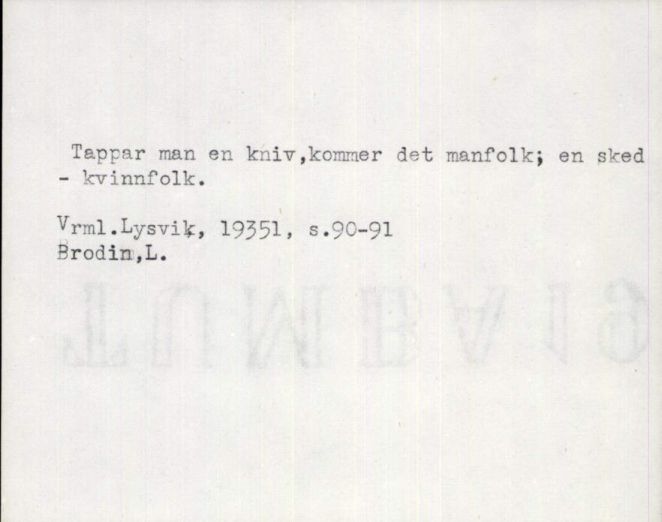 Tappar man en kniv,kommer det manfolk; en sked
- kvinnfolk.
Vrml.Lysvik, 19351, s.90-91
Brodin,L.